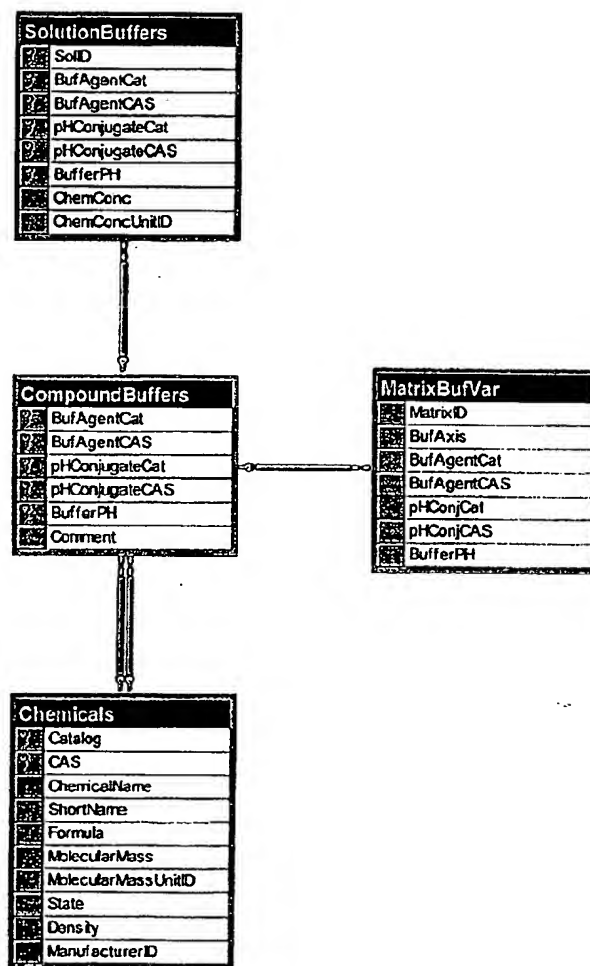 SolutionBuffers
SolID
BufAgentCat
BufAgentCAS
pHConjugateCat
pHConjugateCAS
BufferPH
ChemConc
ChemConcUnitID
CompoundBuffers
BufAgentCat
BufAgentCAS
pHConjugateCat
pHConjugateCAS
BufferPH
Comment
MatrixBufVar
MatrixID
BufAxis
BufAgentCat
BufAgentCAS
pHConjCat
pHConjCAS
BufferPH
Chemicals
Catalog
CAS
ChemicalName
ShortName
Formula
MolecularMass
MolecularMassUnitID
State
Density
ManufacturerID